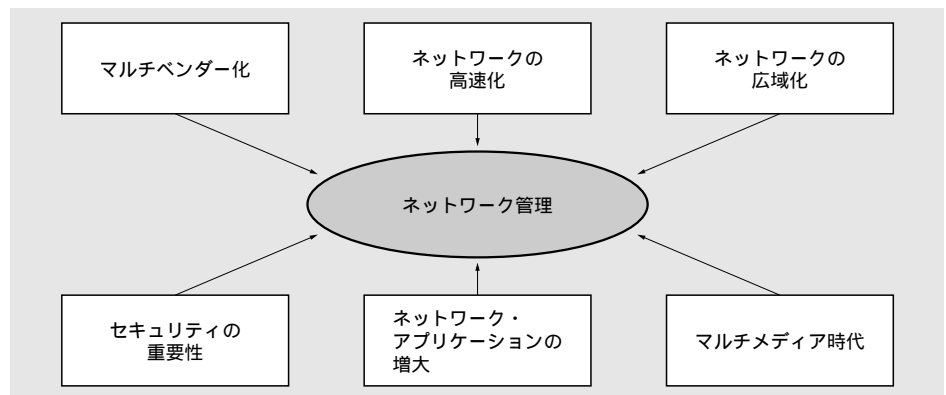 マルチベンダー化
ネットワークの
高速化
ネットワークの
広域化
ネットワーク管理
セキュリティの
重要性
ネットワーク・
アプリケーションの
増大
マルチメディア時代